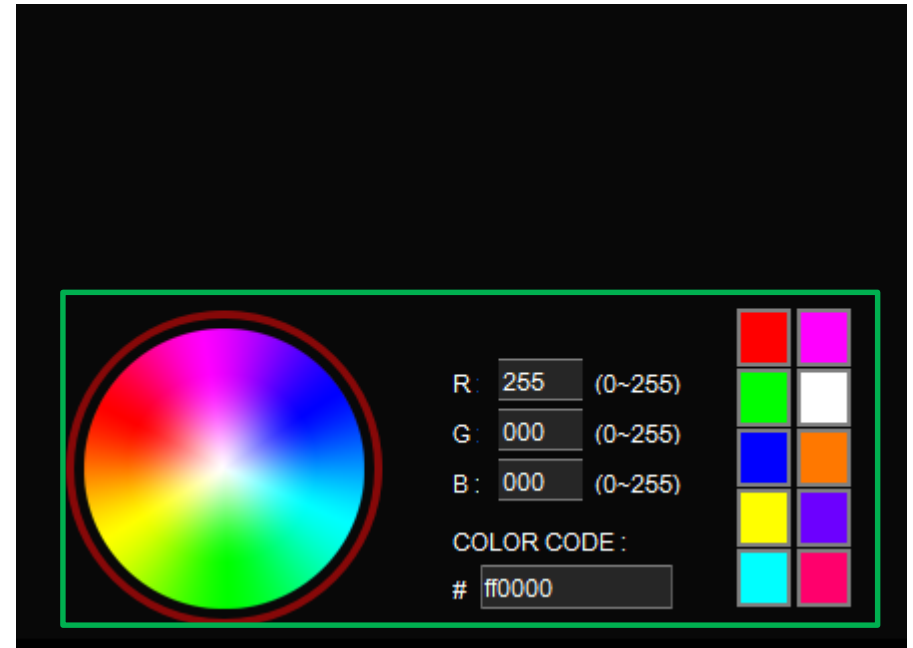 R: 255 (0~255)
G: 000 (0~255)
B: 000 (0~255)
COLOR CODE :
# ff0000